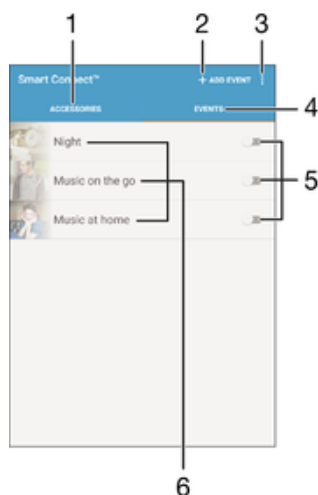 1 2 3
Smart Connect™ + ADD EVENT
ACCESSORIES EVENTS 4
Night
Music on the go 5
Music at home
6